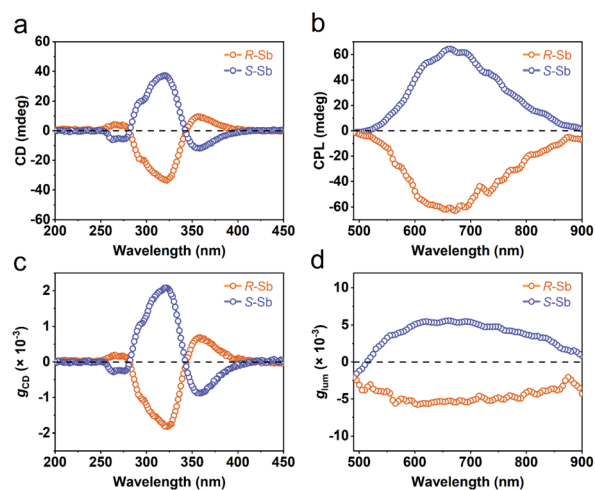 a
R-Sb
S-Sb
CD (mdeg)
60
40
20
0
-20
-40
-60
200 250 300 350 400 450
Wavelength (nm)
b
R-Sb
S-Sb
CPL (mdeg)
60
40
20
0
-20
-40
-60
500 600 700 800 900
Wavelength (nm)
c
R-Sb
S-Sb
gCD (× 10-3)
2
1
0
-1
-2
200 250 300 350 400 450
Wavelength (nm)
d
R-Sb
S-Sb
glum (× 10-3)
10
5
0
-5
-10
500 600 700 800 900
Wavelength (nm)